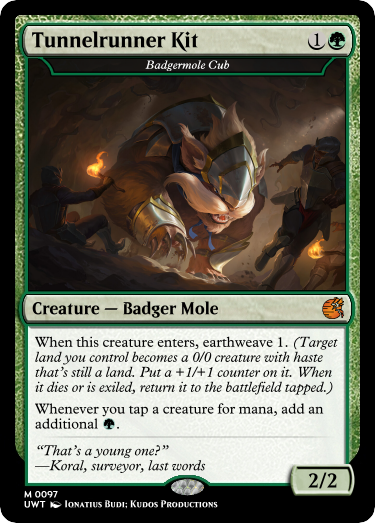 Tunnelrunner Kit 1
Badgermole Cub
Creature — Badger Mole
When this creature enters, earthweave 1. (Target
land you control becomes a 0/0 creature with haste
that's still a land. Put a +1/+1 counter on it. When
it dies or is exiled, return it to the battlefield tapped.)
Whenever you tap a creature for mana, add an
additional .
"That's a young one?"
—Koral, surveyor, last words
2/2
M 0097
UWT Ionatius Budi; Kudos Productions